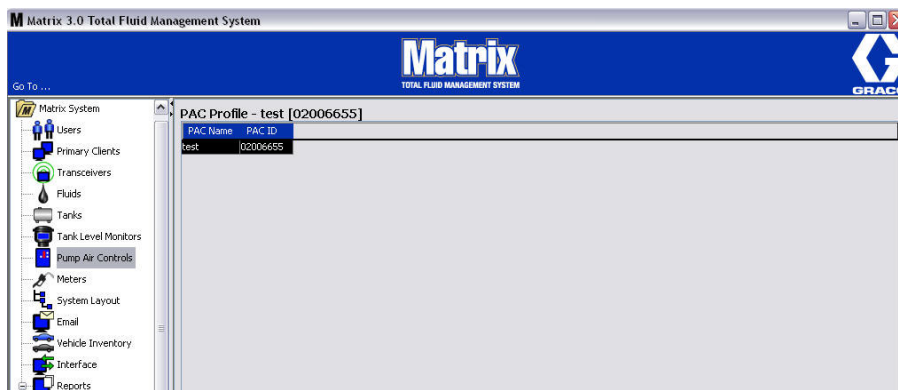 Matrix 3.0 Total Fluid Management System
Matrix
TOTAL FLUID MANAGEMENT SYSTEM
Go To ...
GRACO
Matrix System
Users
Primary Clients
Transceivers
Fluids
Tanks
Tank Level Monitors
Pump Air Controls
Meters
System Layout
Email
Vehicle Inventory
Interface
Reports
PAC Profile - test [02006655]
PAC Name PAC ID
test 02006655